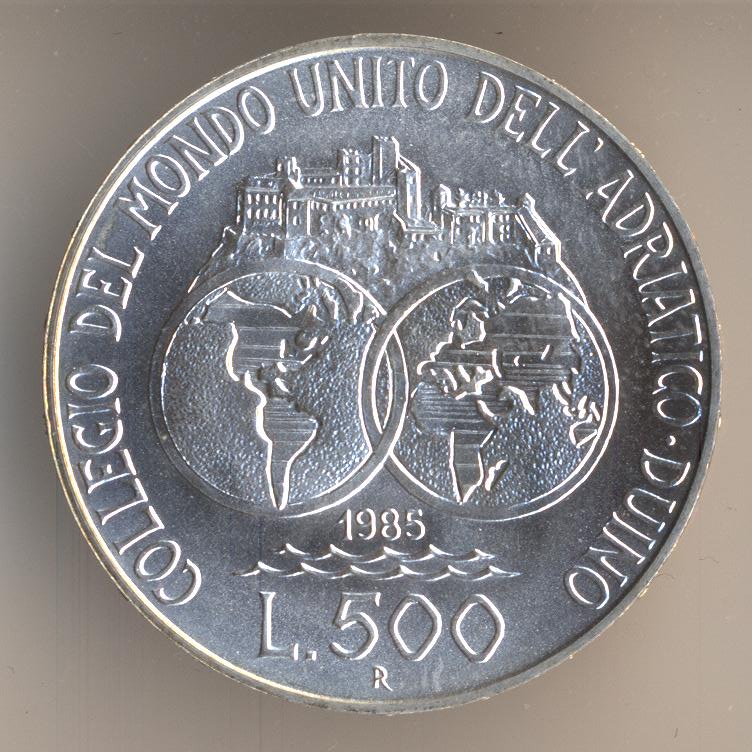 COLLEGIO DEL MONDO UNITO DELL'ADRIATICO · DUINO
1985
L.500
R